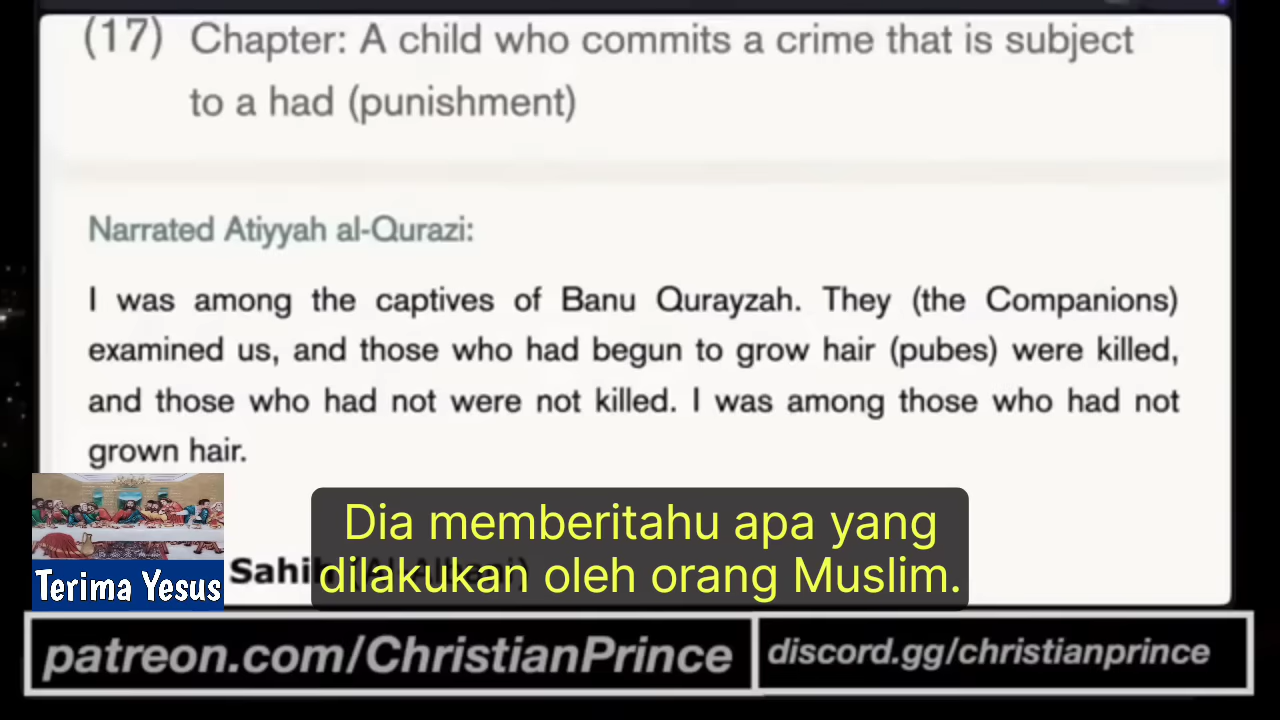 (17) Chapter: A child who commits a crime that is subject
to a had (punishment)
Narrated Atiyyah al-Qurazi:
I was among the captives of Banu Qurayzah. They (the Companions)
examined us, and those who had begun to grow hair (pubes) were killed,
and those who had not were not killed. I was among those who had not
grown hair.
Dia memberitahu apa yang
dilakukan oleh orang Muslim.
Sahih
Terima Yesus
patreon.com/ChristianPrince
discord.gg/christianprince